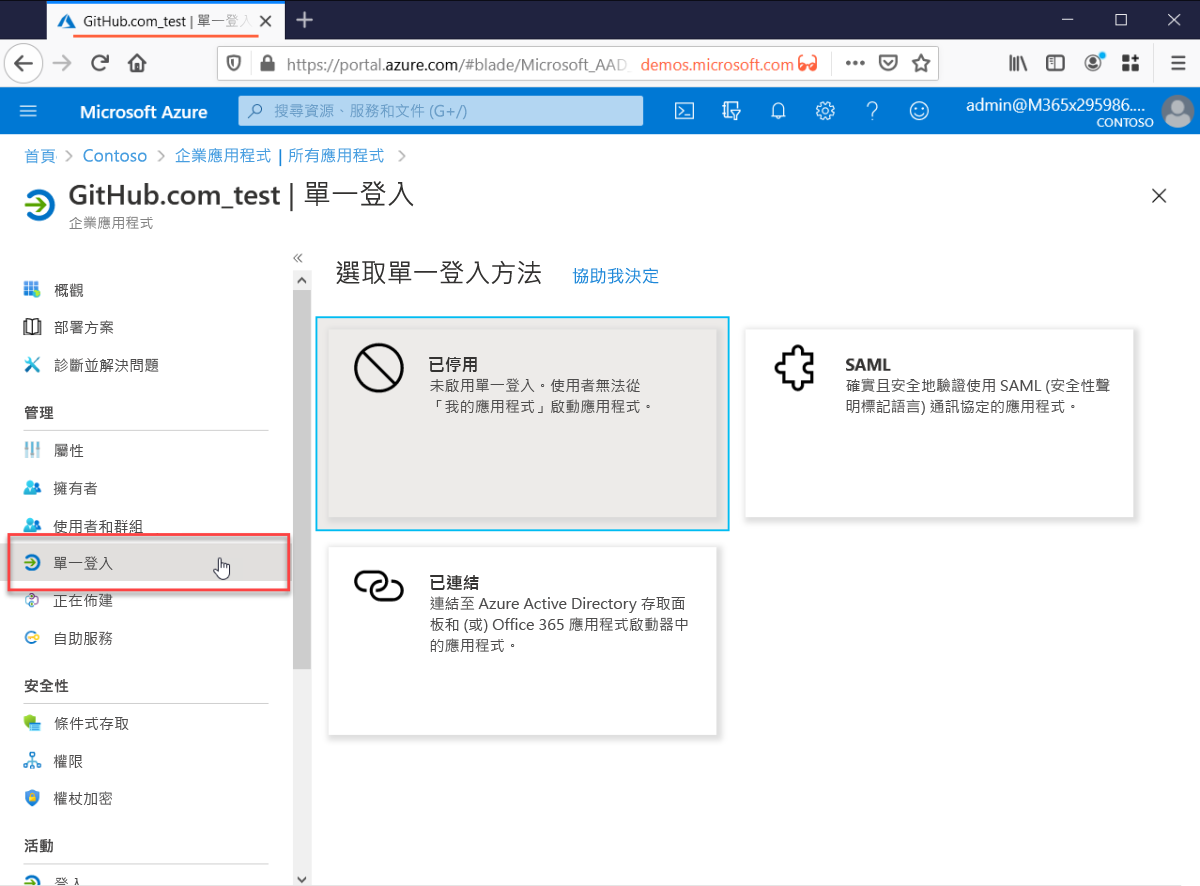 GitHub.com_test | 單一登入
https://portal.azure.com/#blade/Microsoft_AAD_ demos.microsoft.com
Microsoft Azure
搜尋資源、服務和文件 (G+/)
admin@M365x295986....
CONTOSO
首頁 > Contoso > 企業應用程式 | 所有應用程式 >
GitHub.com_test | 單一登入
企業應用程式
«
概觀
部署方案
診斷並解決問題
管理
屬性
擁有者
使用者和群組
單一登入
正在佈建
自助服務
安全性
條件式存取
權限
權杖加密
活動
登入
選取單一登入方法 協助我決定
已停用
未啟用單一登入。使用者無法從
「我的應用程式」啟動應用程式。
SAML
確實且安全地驗證使用 SAML (安全性聲
明標記語言) 通訊協定的應用程式。
已連結
連結至 Azure Active Directory 存取面
板和 (或) Office 365 應用程式啟動器中
的應用程式。